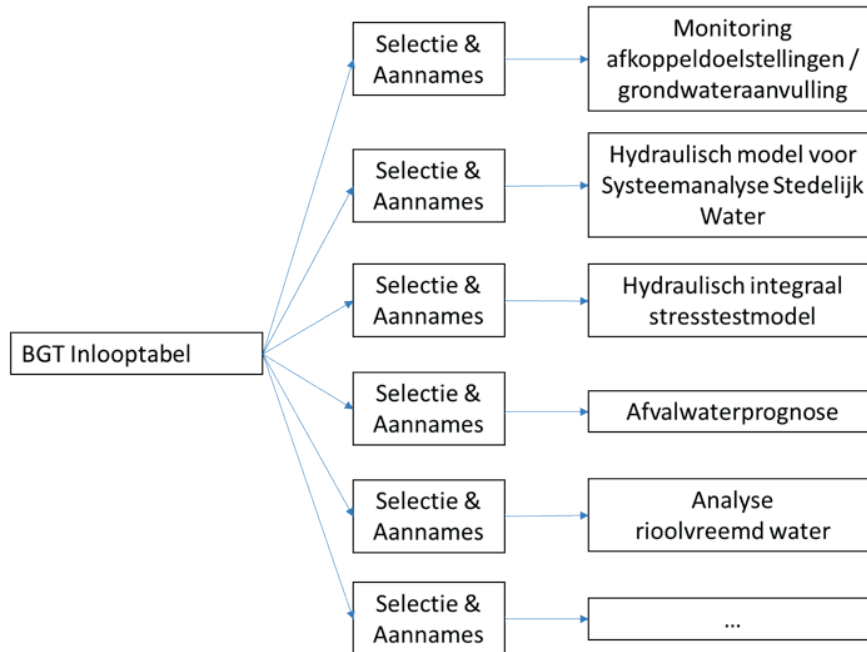 Selectie &
Aannames
Monitoring
afkoppeldoelstellingen /
grondwateraanvulling
Selectie &
Aannames
Hydraulisch model voor
Systeemanalyse Stedelijk
Water
Selectie &
Aannames
Hydraulisch integraal
stresstestmodel
BGT Inlooptabel
Selectie &
Aannames
Afvalwaterprognose
Selectie &
Aannames
Analyse
rioolvreemd water
Selectie &
Aannames
...